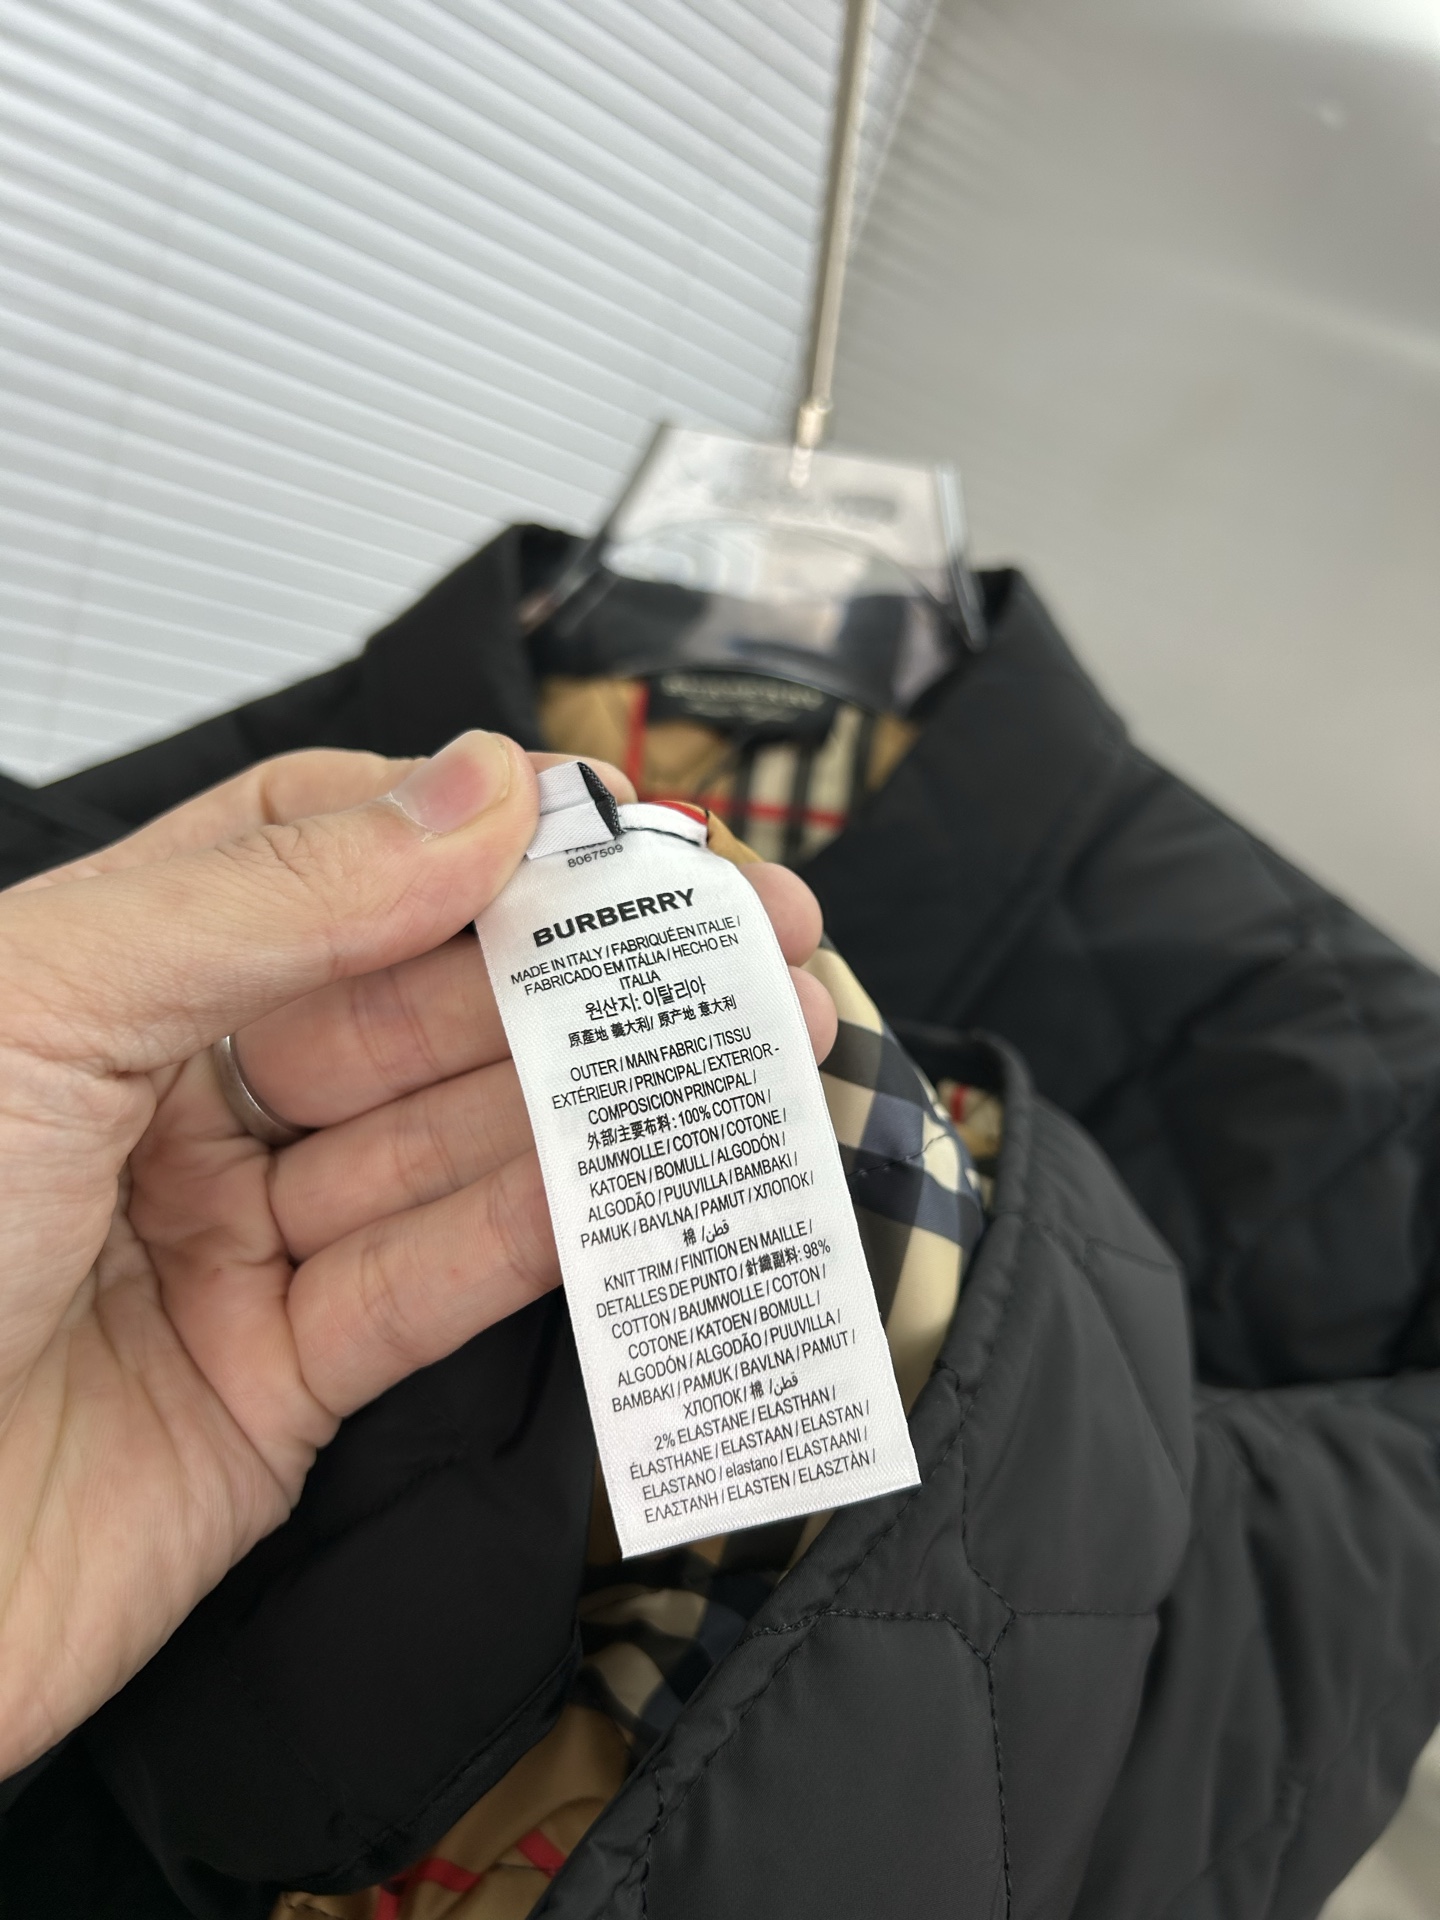 8067509
BURBERRY
MADE IN ITALY / FABRIQUÉ EN ITALIE /
FABRICADO EM ITÁLIA / HECHO EN
ITALIA
원산지: 이탈리아
原產地 義大利/ 原产地 意大利
OUTER / MAIN FABRIC / TISSU
EXTÉRIEUR / PRINCIPAL / EXTERIOR -
COMPOSICION PRINCIPAL /
外部/主要布料 : 100% COTTON /
BAUMWOLLE / COTON / COTONE /
KATOEN / BOMULL / ALGODÓN /
ALGODÃO / PUUVILLA / BAMBAKI /
PAMUK / BAVLNA / PAMUT / ХЛОПОК /
棉 / قطن
KNIT TRIM / FINITION EN MAILLE /
DETALLES DE PUNTO / 針織副料: 98%
COTTON / BAUMWOLLE / COTON /
COTONE / KATOEN / BOMULL /
ALGODÓN / ALGODÃO / PUUVILLA /
BAMBAKI / PAMUK / BAVLNA / PAMUT /
ХЛОПОК / 棉 / قطن
2% ELASTANE / ELASTHAN /
ÉLASTHANE / ELASTAAN / ELASTAN /
ELASTANO / elastano / ELASTAANI /
ΕΛΑΣΤΑΝΗ / ELASTEN / ELASZTÀN /